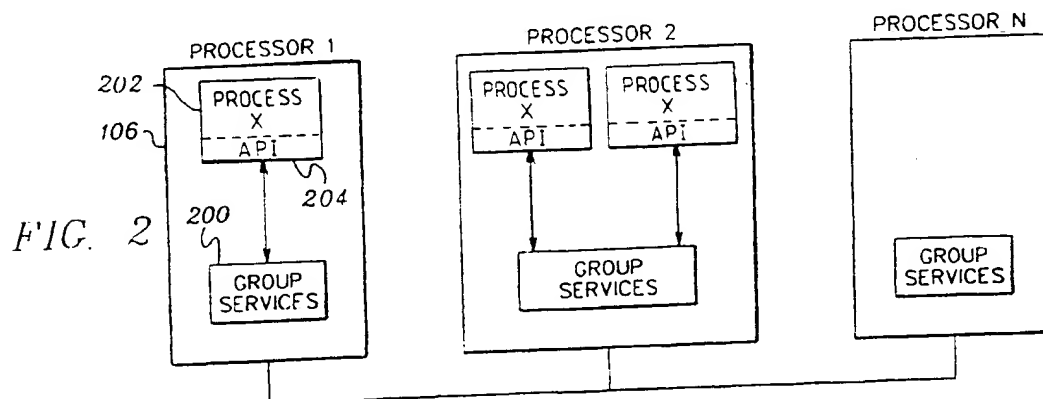 PROCESSOR 1
PROCESSOR 2
PROCESSOR N
202
106
PROCESS
X
API
204
200
GROUP
SERVICES
PROCESS
X
API
PROCESS
X
API
GROUP
SERVICES
GROUP
SERVICES
FIG. 2